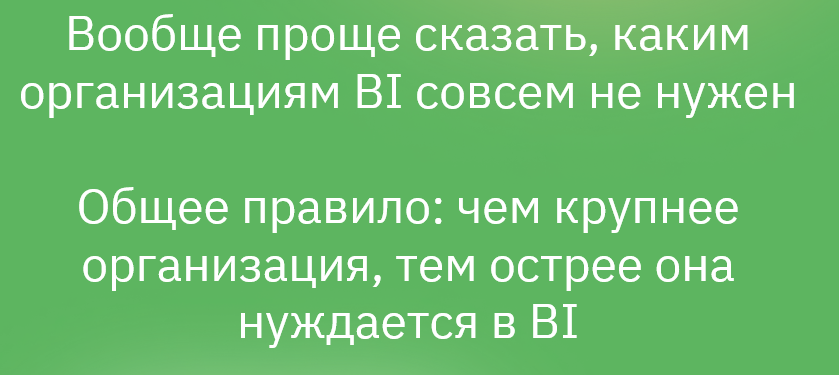 Вообще проще сказать, каким
организациям BI совсем не нужен
Общее правило: чем крупнее
организация, тем острее она
нуждается в BI